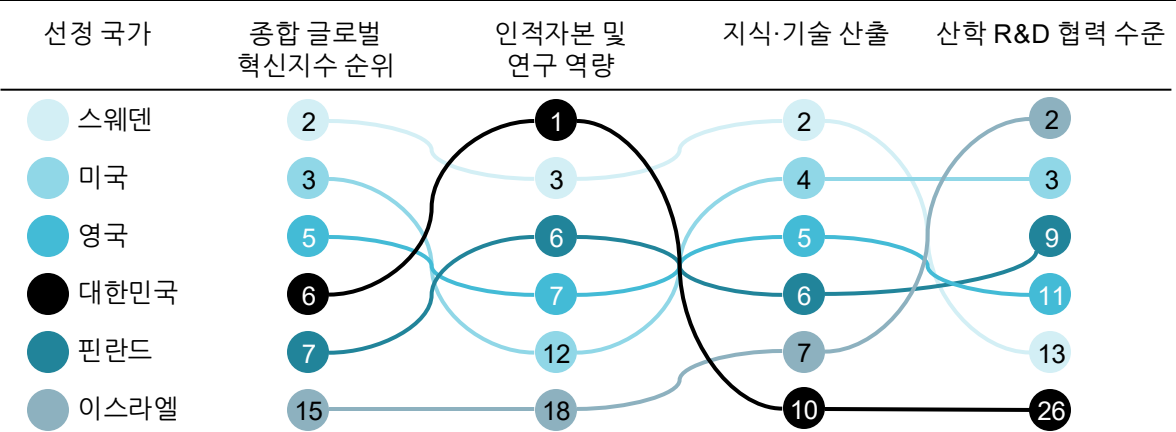 선정 국가
종합 글로벌
혁신지수 순위
인적자본 및
연구 역량
지식·기술 산출
산학 R&D 협력 수준
스웨덴 2 3 2 13
미국 3 12 4 3
영국 5 7 5 11
대한민국 6 1 10 26
핀란드 7 6 6 9
이스라엘 15 18 7 2